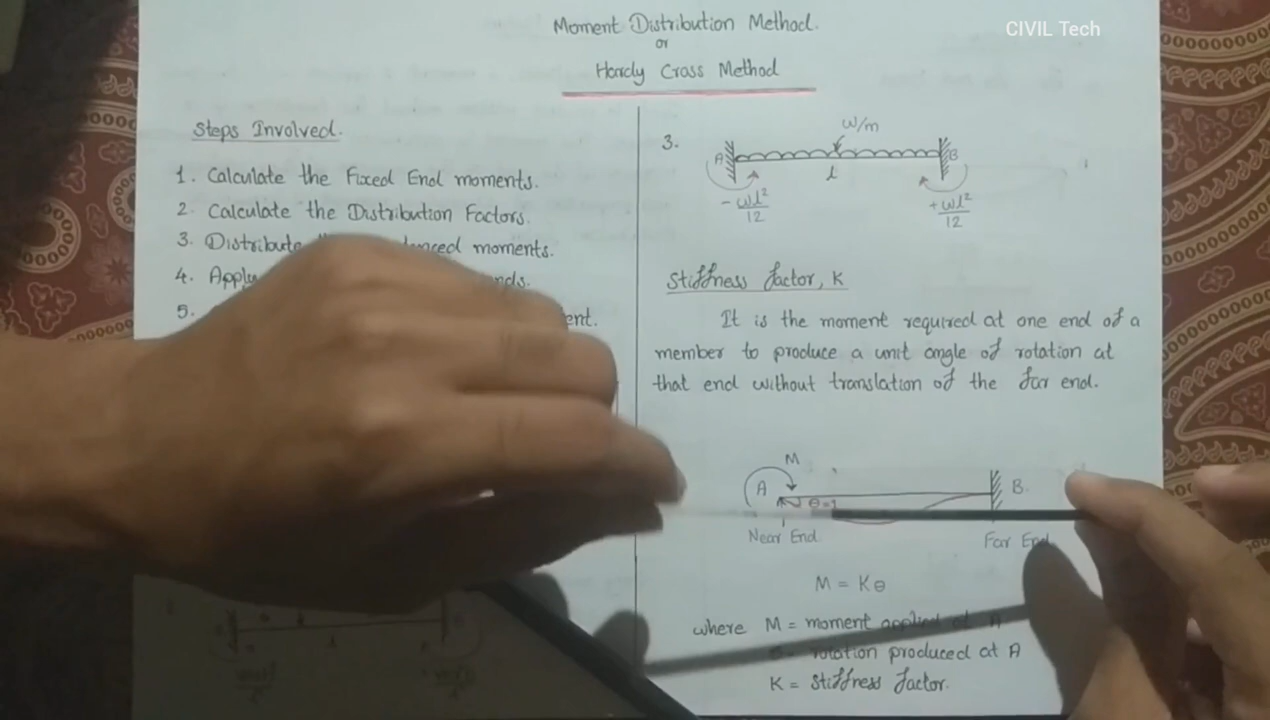 CIVIL Tech
Moment Distribution Method.
or
Hardy Cross Method
Steps Involved.
1. Calculate the Fixed End moments.
2. Calculate the Distribution Factors.
3. Distribute moments.
4. Apply
5.
3.
w/m
A
B
l
- wl²/12
+ wl²/12
Stiffness factor, K
It is the moment required at one end of a
member to produce a unit angle of rotation at
that end without translation of the far end.
M
A
θ=1
B
Near End
Far End
M = Kθ
where M = moment applied at A
rotation produced at A
K = Stiffness factor.